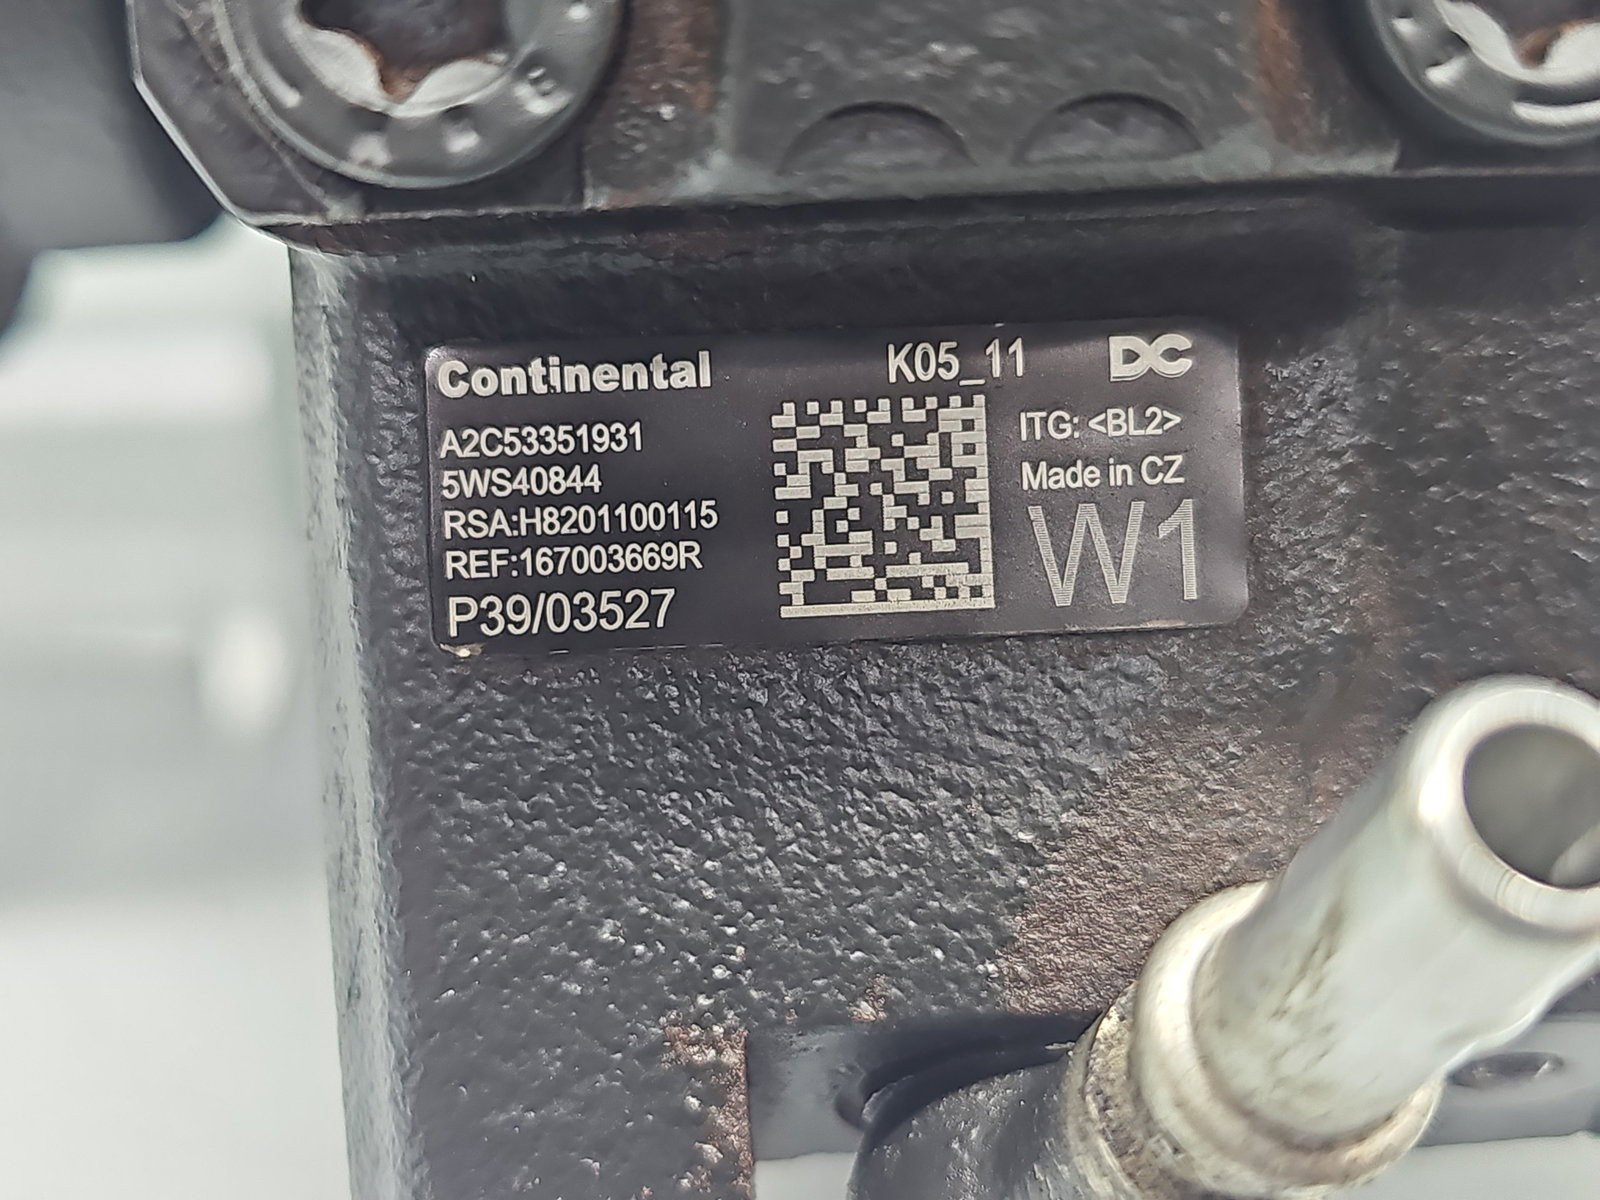 Continental
K05_11
DC
A2C53351931
5WS40844
RSA:H8201100115
REF:167003669R
P39/03527
ITG: <BL2>
Made in CZ
W1